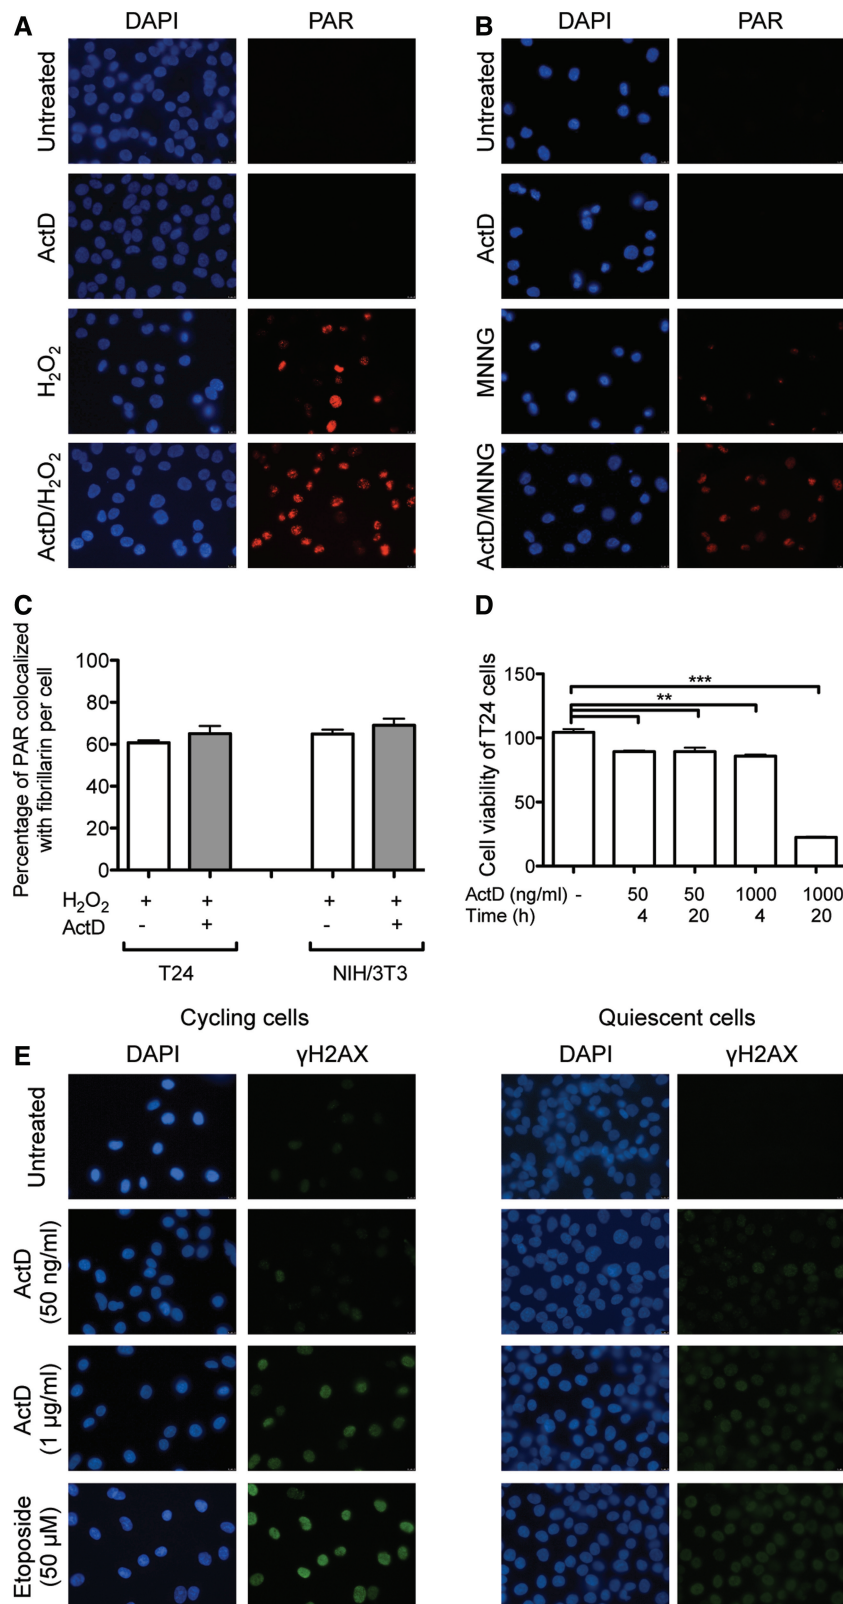 A
DAPI PAR
Untreated
ActD
H₂O₂
ActD/H₂O₂
B
DAPI PAR
Untreated
ActD
MNNG
ActD/MNNG
C
Percentage of PAR colocalized
with fibrillarin per cell
100
80
60
40
20
0
H₂O₂ + + + +
ActD - + - +
T24 NIH/3T3
D
Cell viability of T24 cells
150
100
50
0
***
**
ActD (ng/ml) - 50 50 1000 1000
Time (h) 4 20 4 20
E
Cycling cells Quiescent cells
DAPI γH2AX DAPI γH2AX
Untreated
ActD
(50 ng/ml)
ActD
(1 µg/ml)
Etoposide
(50 µM)